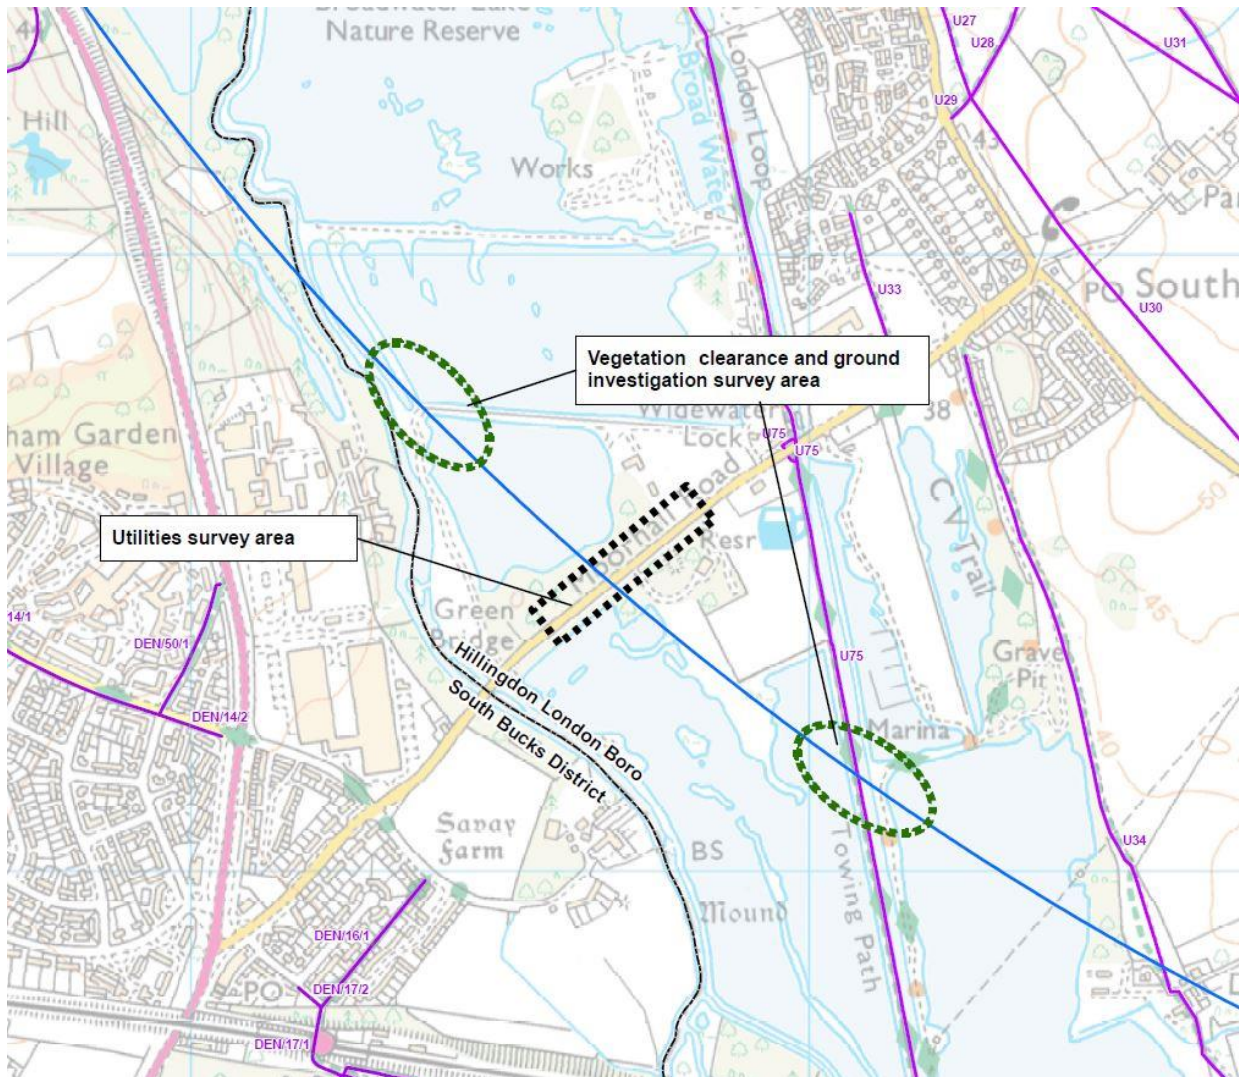 Broadwater Lake
Nature Reserve
44
Hill
Works
Broad Water
London Loop
U27
U28
U31
U29
43
Par
PO South
U33
U30
Vegetation clearance and ground
investigation survey area
Widewater
Lock
38
U75
U75
ham Garden
Village
Moorhall Road
Resr
C V Trail
50
Utilities survey area
Green
Bridge
Hillingdon London Boro
South Bucks District
14/1
DEN/50/1
DEN/14/2
U75
45
Gravel
Pit
Marina
40
Savay
Farm
BS
Mound
Towing Path
U34
DEN/16/1
PO
DEN/17/2
DEN/17/1
D